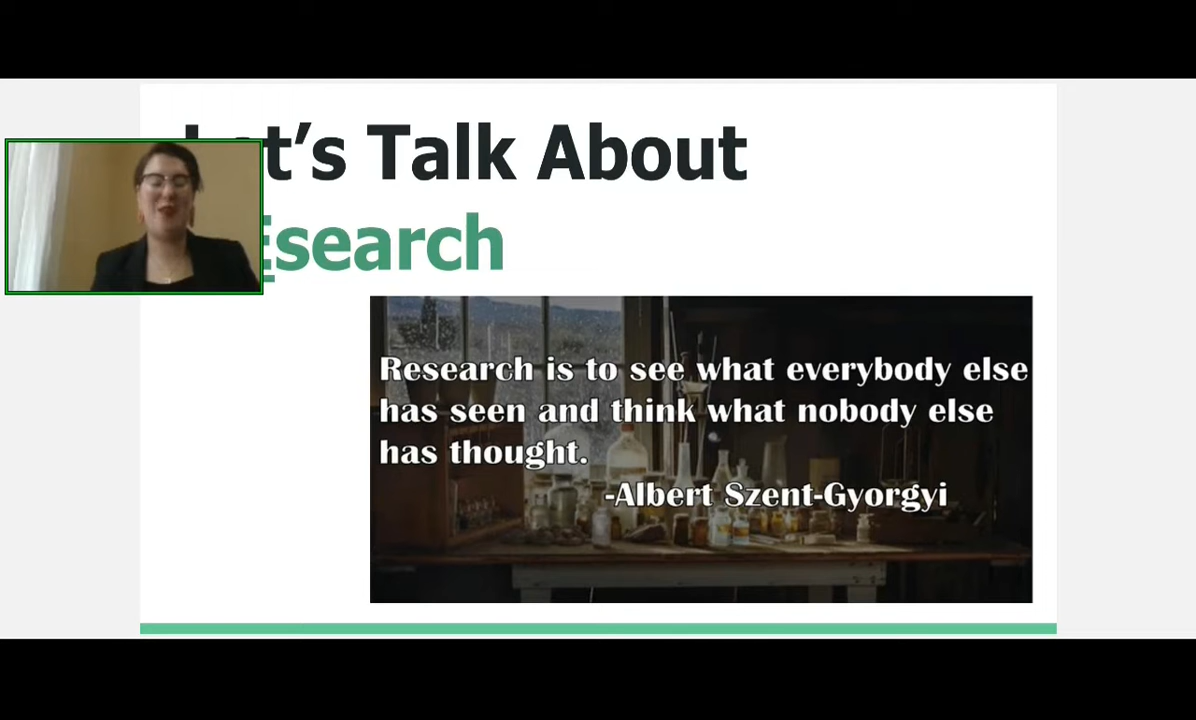 Let's Talk About
Esearch
Research is to see what everybody else
has seen and think what nobody else
has thought.
-Albert Szent-Gyorgyi